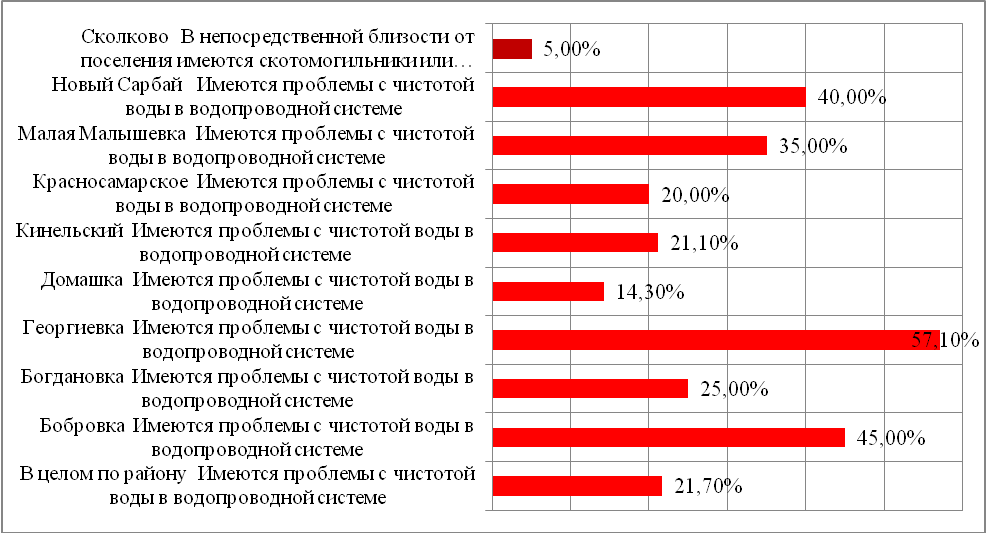 Сколково В непосредственной близости от
поселения имеются скотомогильники или…
5,00%
Новый Сарбай Имеются проблемы с чистотой
воды в водопроводной системе
40,00%
Малая Малышевка Имеются проблемы с чистотой
воды в водопроводной системе
35,00%
Красносамарское Имеются проблемы с чистотой
воды в водопроводной системе
20,00%
Кинельский Имеются проблемы с чистотой воды в
водопроводной системе
21,10%
Домашка Имеются проблемы с чистотой воды в
водопроводной системе
14,30%
Георгиевка Имеются проблемы с чистотой воды в
водопроводной системе
57,10%
Богдановка Имеются проблемы с чистотой воды в
водопроводной системе
25,00%
Бобровка Имеются проблемы с чистотой воды в
водопроводной системе
45,00%
В целом по району Имеются проблемы с чистотой
воды в водопроводной системе
21,70%